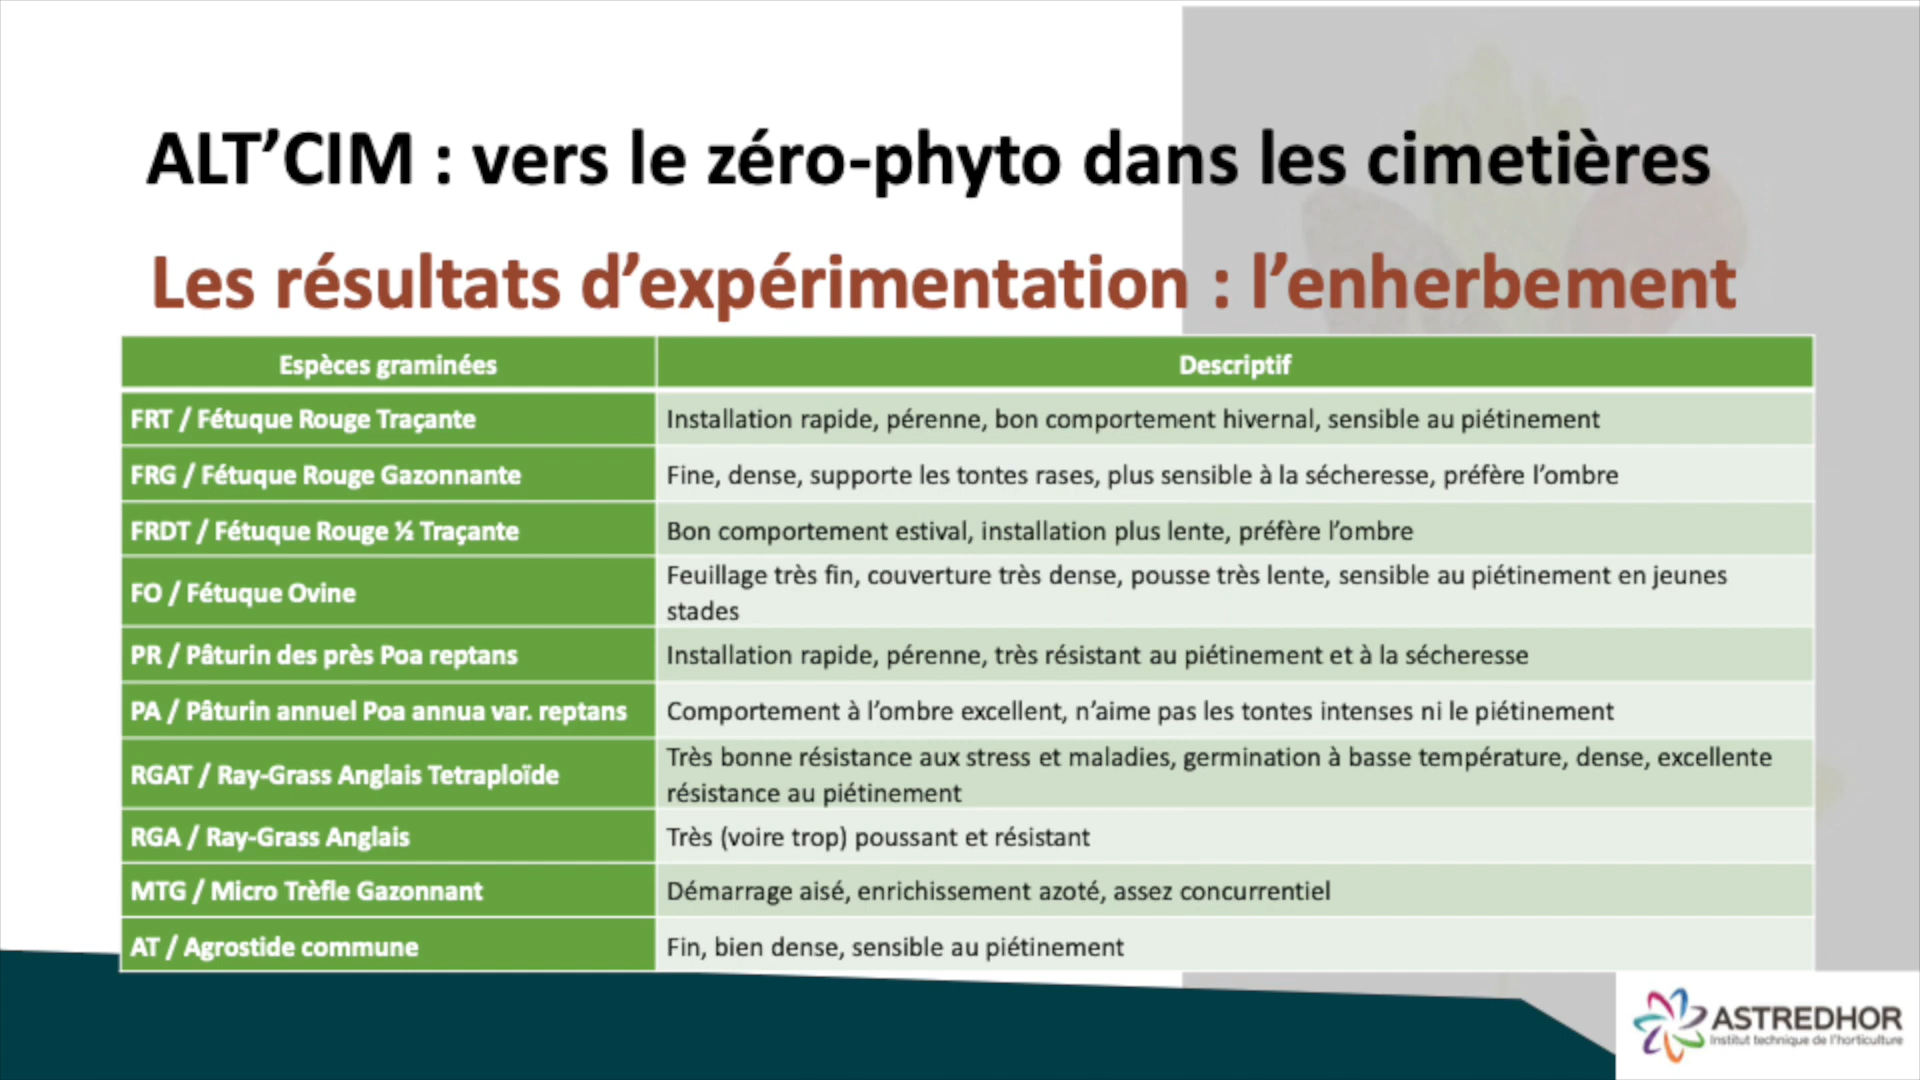 ALT’CIM : vers le zéro-phyto dans les cimetières
Les résultats d’expérimentation : l’enherbement
Espèces graminées
Descriptif
FRT / Fétuque Rouge Traçante
Installation rapide, pérenne, bon comportement hivernal, sensible au piétinement
FRG / Fétuque Rouge Gazonnante
Fine, dense, supporte les tontes rases, plus sensible à la sécheresse, préfère l’ombre
FRDT / Fétuque Rouge ½ Traçante
Bon comportement estival, installation plus lente, préfère l’ombre
FO / Fétuque Ovine
Feuillage très fin, couverture très dense, pousse très lente, sensible au piétinement en jeunes
stades
PR / Pâturin des près Poa reptans
Installation rapide, pérenne, très résistant au piétinement et à la sécheresse
PA / Pâturin annuel Poa annua var. reptans
Comportement à l’ombre excellent, n’aime pas les tontes intenses ni le piétinement
RGAT / Ray-Grass Anglais Tetraploïde
Très bonne résistance aux stress et maladies, germination à basse température, dense, excellente
résistance au piétinement
RGA / Ray-Grass Anglais
Très (voire trop) poussant et résistant
MTG / Micro Trèfle Gazonnant
Démarrage aisé, enrichissement azoté, assez concurrentiel
AT / Agrostide commune
Fin, bien dense, sensible au piétinement
ASTREDHOR
Institut technique de l’horticulture